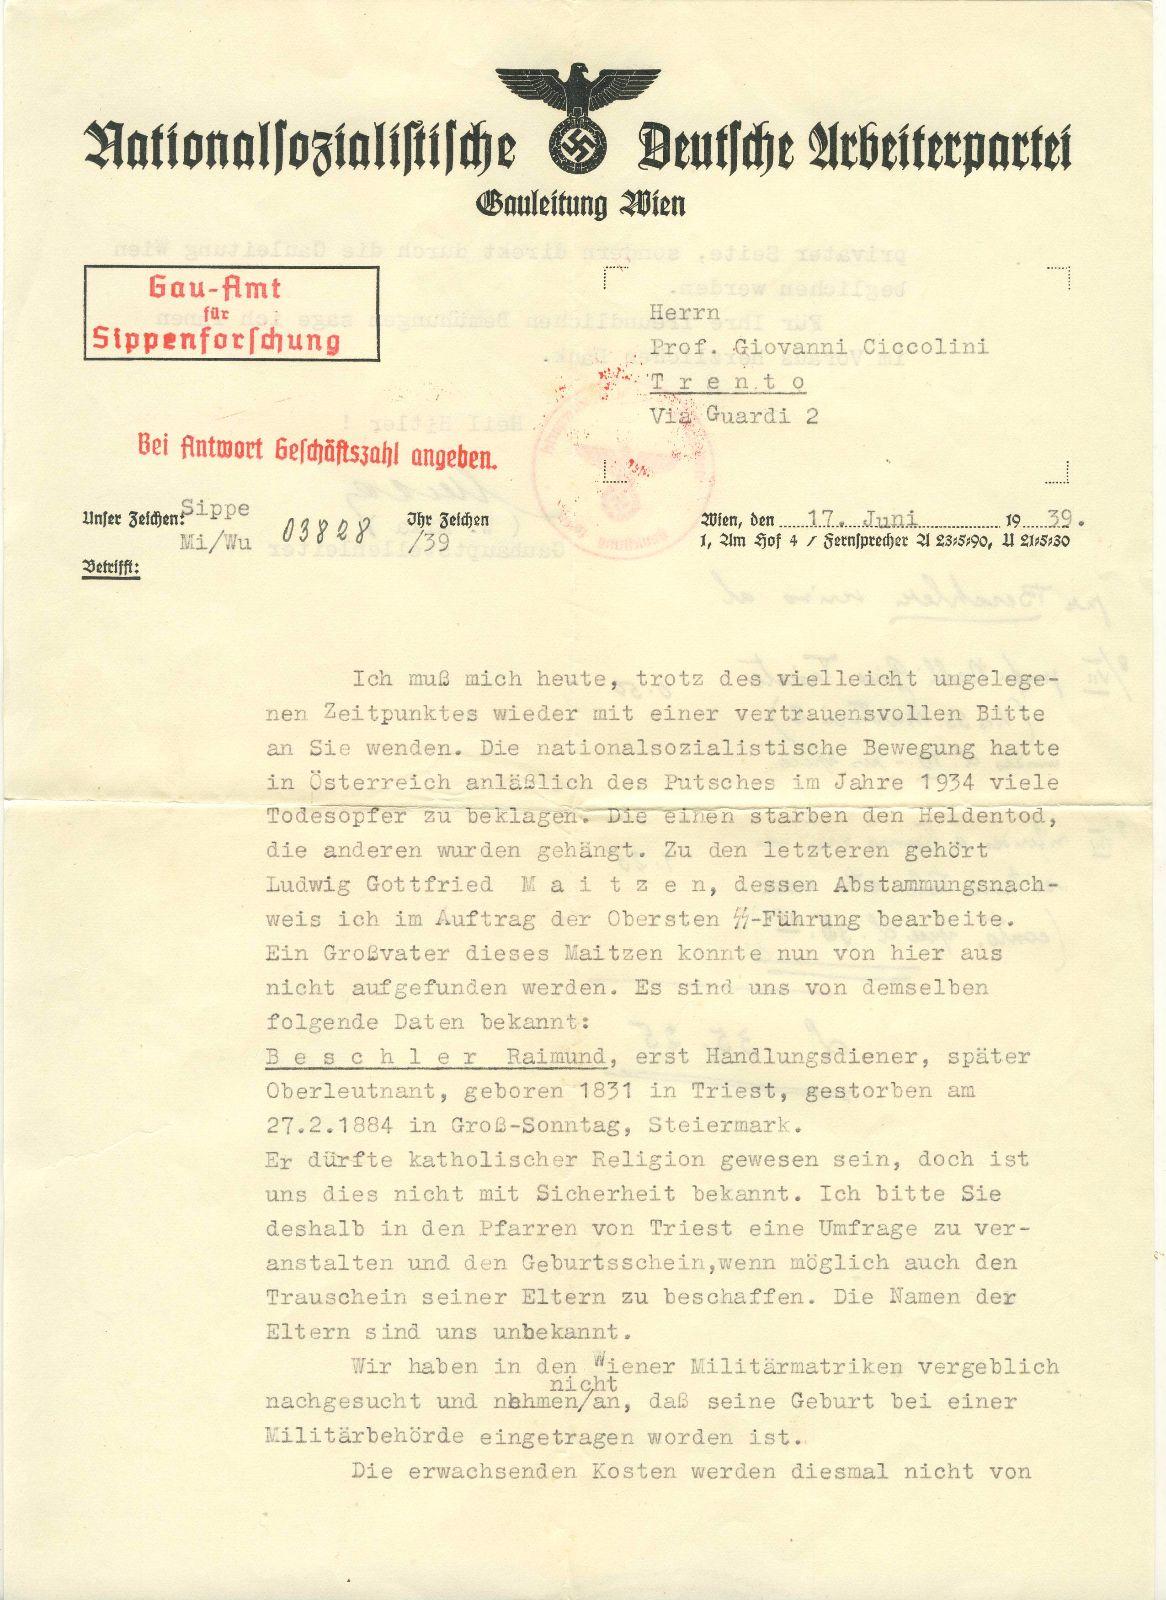 Nationalsozialistische Deutsche Arbeiterpartei
Gauleitung Wien
Gau-Amt
für
Sippenforschung
Herrn
Prof. Giovanni Ciccolini
Trento
Via Guardi 2
Bei Antwort Geschäftszahl angeben.
Unser Zeichen: Sippe
Mi/Wu 03828 /39
Ihr Zeichen
Wien, den 17. Juni 19 39.
1, Am Hof 4 / Fernsprecher A 23=5=90, U 21=5=30
Betrifft:
Ich muß mich heute, trotz des vielleicht ungelege-
nen Zeitpunktes wieder mit einer vertrauensvollen Bitte
an Sie wenden. Die nationalsozialistische Bewegung hatte
in Österreich anläßlich des Putsches im Jahre 1934 viele
Todesopfer zu beklagen. Die einen starben den Heldentod,
die anderen wurden gehängt. Zu den letzteren gehört
Ludwig Gottfried M a i t z e n, dessen Abstammungsnach-
weis ich im Auftrag der Obersten ᛋᛋ-Führung bearbeite.
Ein Großvater dieses Maitzen konnte nun von hier aus
nicht aufgefunden werden. Es sind uns von demselben
folgende Daten bekannt:
B e s c h l e r Raimund, erst Handlungsdiener, später
Oberleutnant, geboren 1831 in Triest, gestorben am
27.2.1884 in Groß-Sonntag, Steiermark.
Er dürfte katholischer Religion gewesen sein, doch ist
uns dies nicht mit Sicherheit bekannt. Ich bitte Sie
deshalb in den Pfarren von Triest eine Umfrage zu ver-
anstalten und den Geburtsschein,wenn möglich auch den
Trauschein seiner Eltern zu beschaffen. Die Namen der
Eltern sind uns unbekannt.
Wir haben in den Wiener Militärmatriken vergeblich
nicht
nachgesucht und nehmen/an, daß seine Geburt bei einer
Militärbehörde eingetragen worden ist.
Die erwachsenden Kosten werden diesmal nicht von